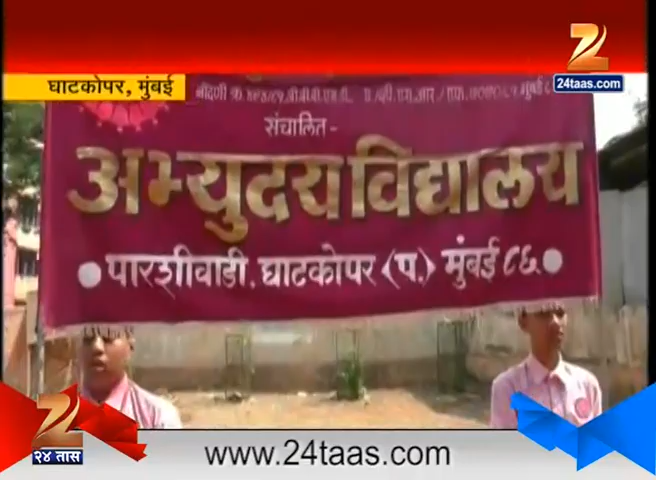 24taas.com
घाटकोपर, मुंबई
संचालित -
अभ्युदय विद्यालय
• पारशीवाडी. घाटकोपर (प.) मुंबई ८६. •
२४ तास
www.24taas.com